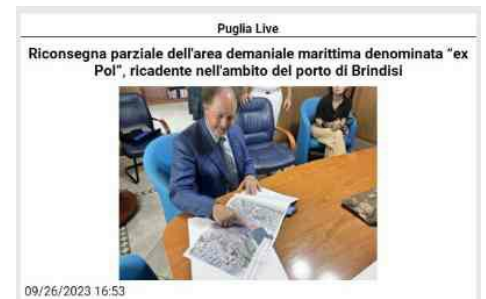 Puglia Live
Riconsegna parziale dell'area demaniale marittima denominata “ex
Pol”, ricadente nell'ambito del porto di Brindisi
09/26/2023 16:53